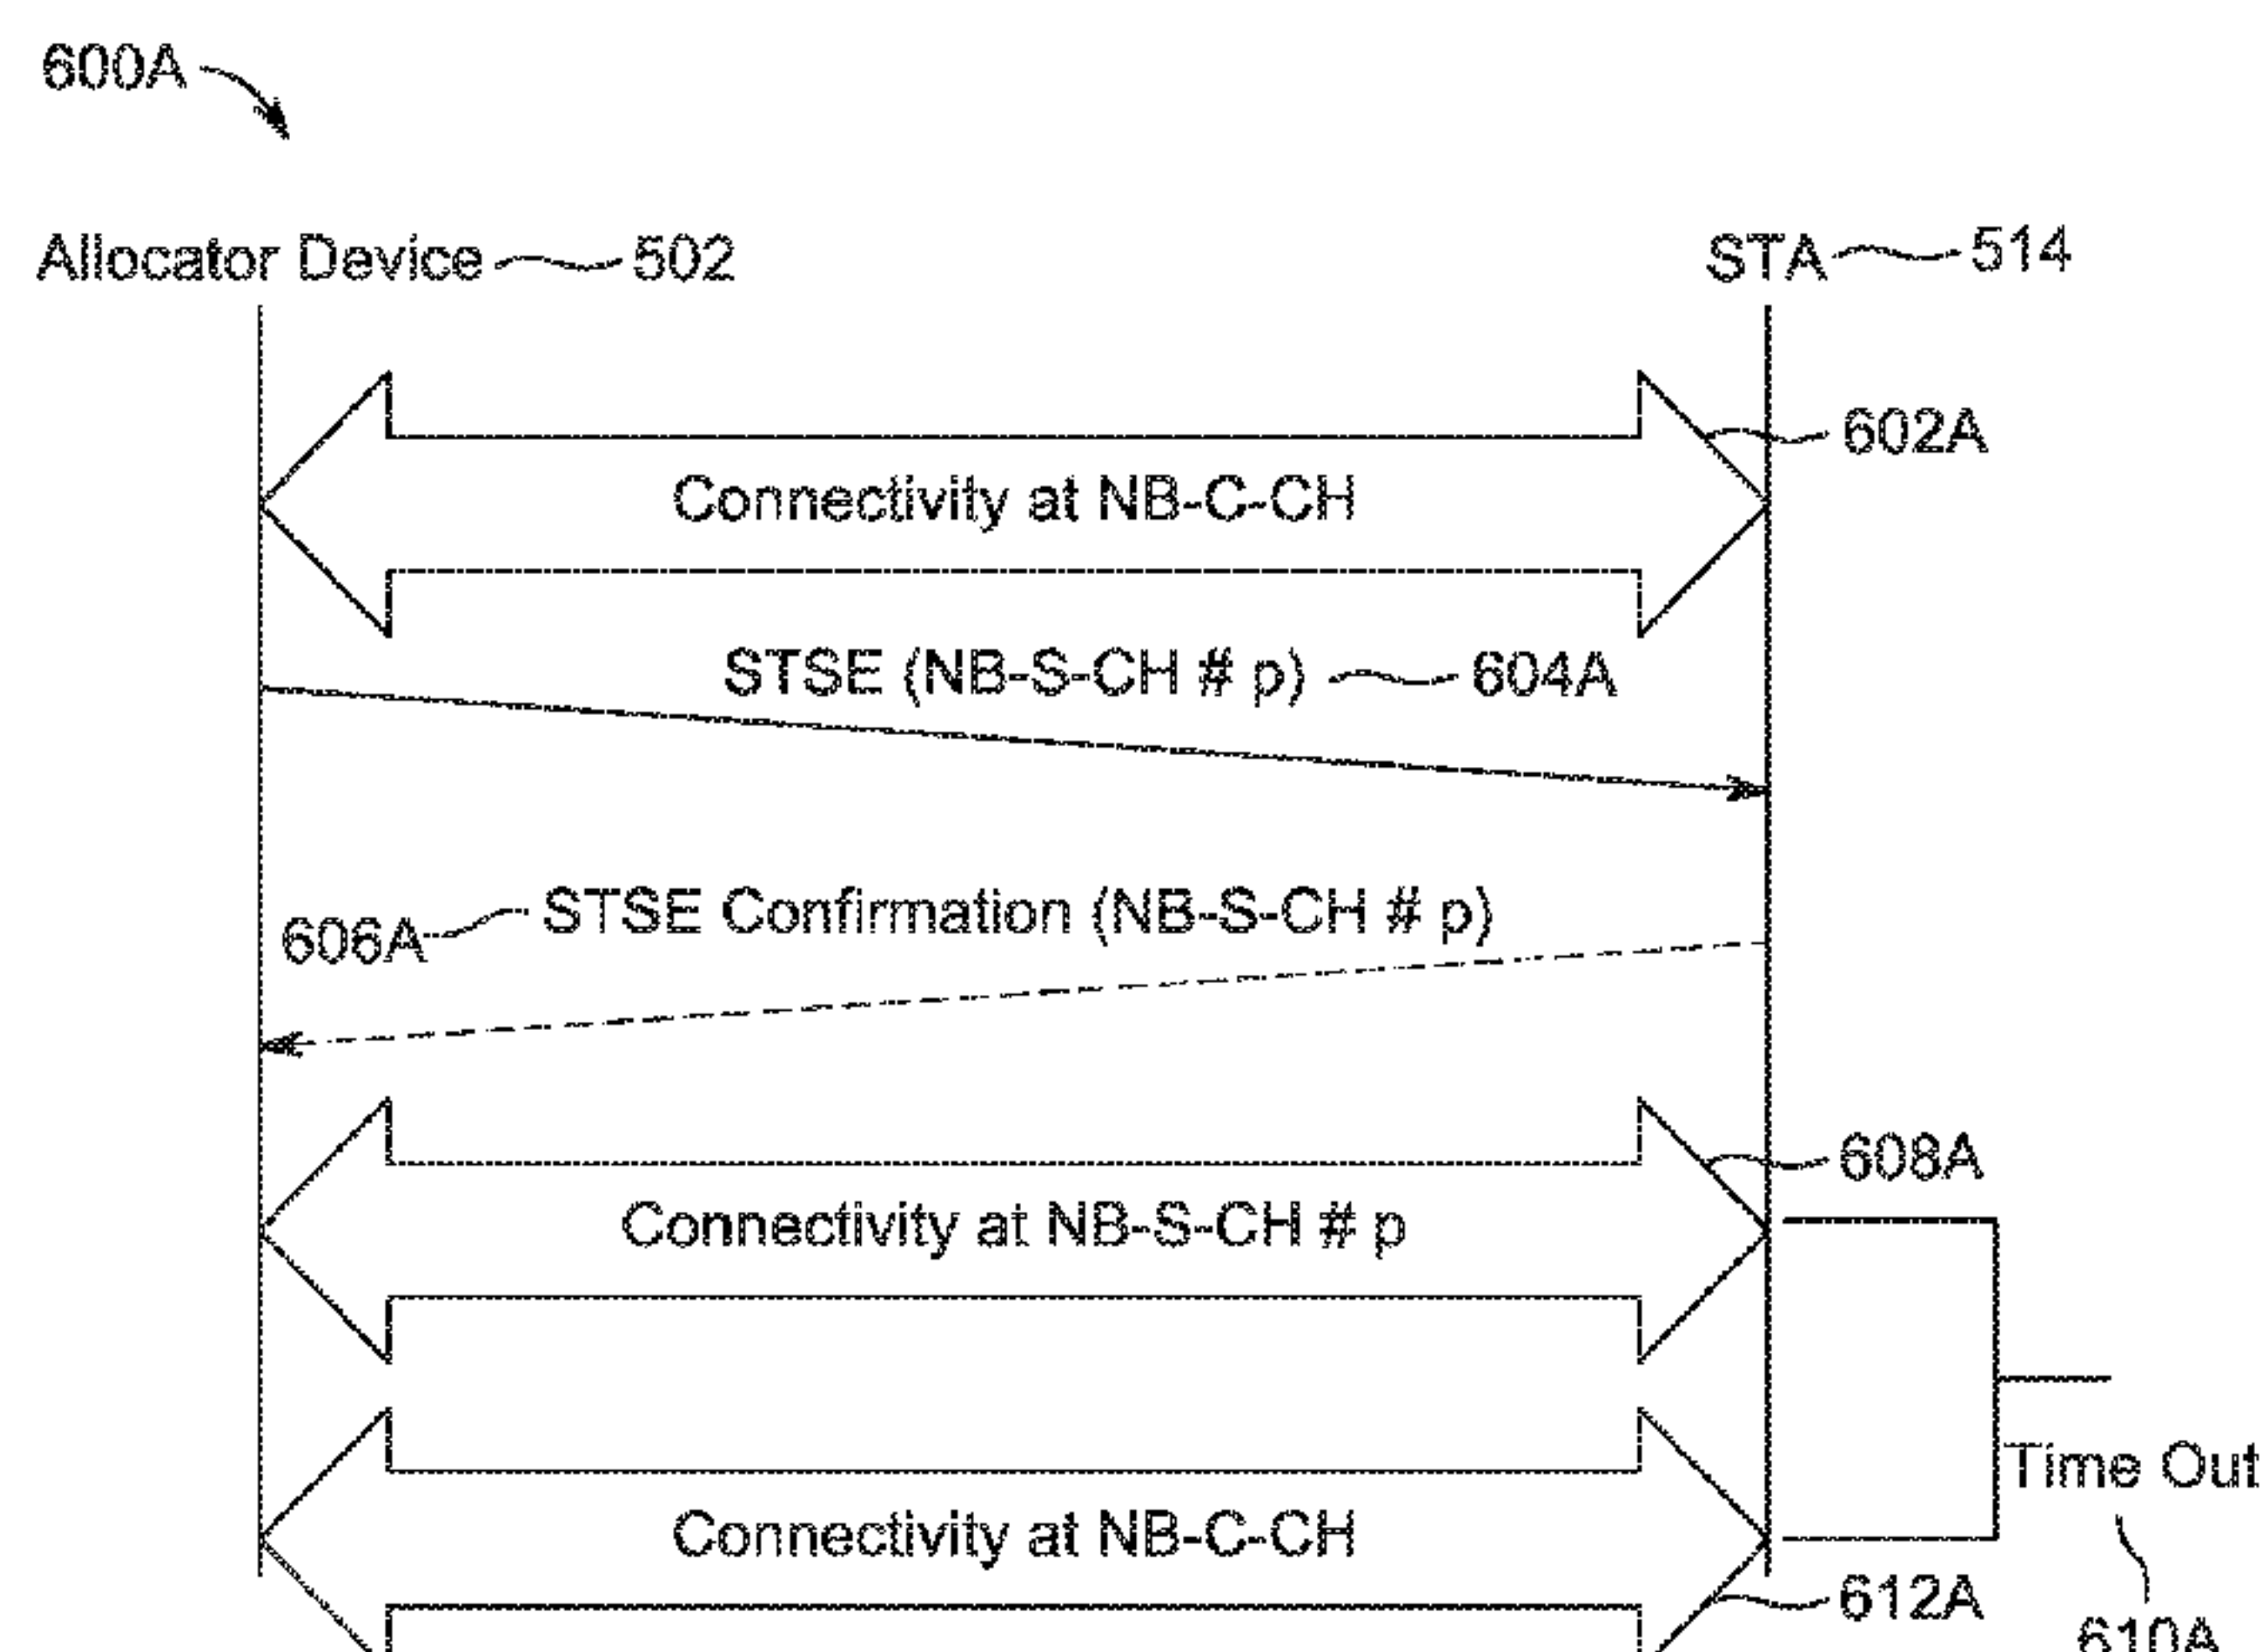 600A
Allocator Device 502
STA 514
602A
Connectivity at NB-C-CH
STSE (NB-S-CH # p) 604A
606A STSE Confirmation (NB-S-CH # p)
608A
Connectivity at NB-S-CH # p
Time Out
Connectivity at NB-C-CH
612A
610A